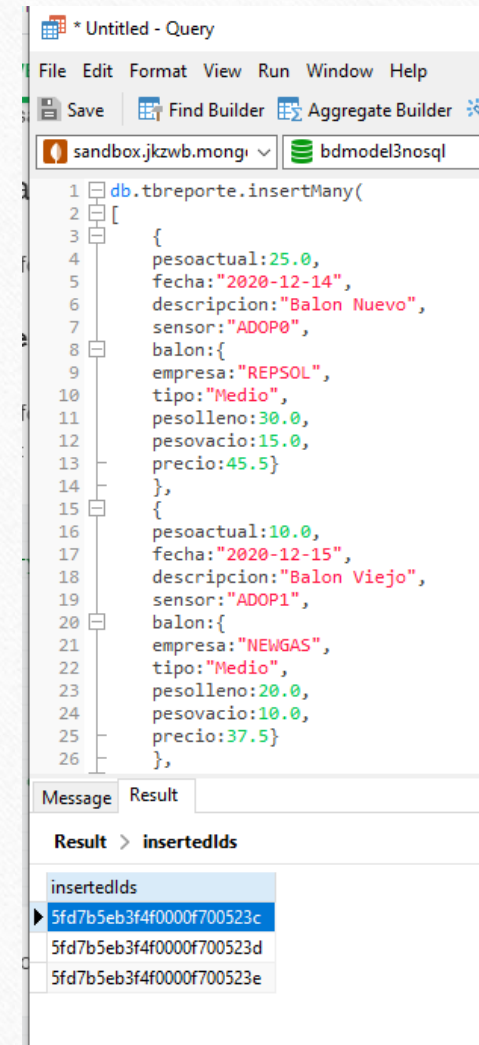 * Untitled - Query
File Edit Format View Run Window Help
Save Find Builder Aggregate Builder
sandbox.jkzwb.mong bdmodel3nosql
1 db.tbreporte.insertMany(
2 [
3 {
4 pesoactual:25.0,
5 fecha:"2020-12-14",
6 descripcion:"Balon Nuevo",
7 sensor:"ADOP0",
8 balon:{
9 empresa:"REPSOL",
10 tipo:"Medio",
11 pesolleno:30.0,
12 pesovacio:15.0,
13 precio:45.5}
14 },
15 {
16 pesoactual:10.0,
17 fecha:"2020-12-15",
18 descripcion:"Balon Viejo",
19 sensor:"ADOP1",
20 balon:{
21 empresa:"NEWGAS",
22 tipo:"Medio",
23 pesolleno:20.0,
24 pesovacio:10.0,
25 precio:37.5}
26 },
Message Result
Result > insertedIds
insertedIds
5fd7b5eb3f4f0000f700523c
5fd7b5eb3f4f0000f700523d
5fd7b5eb3f4f0000f700523e